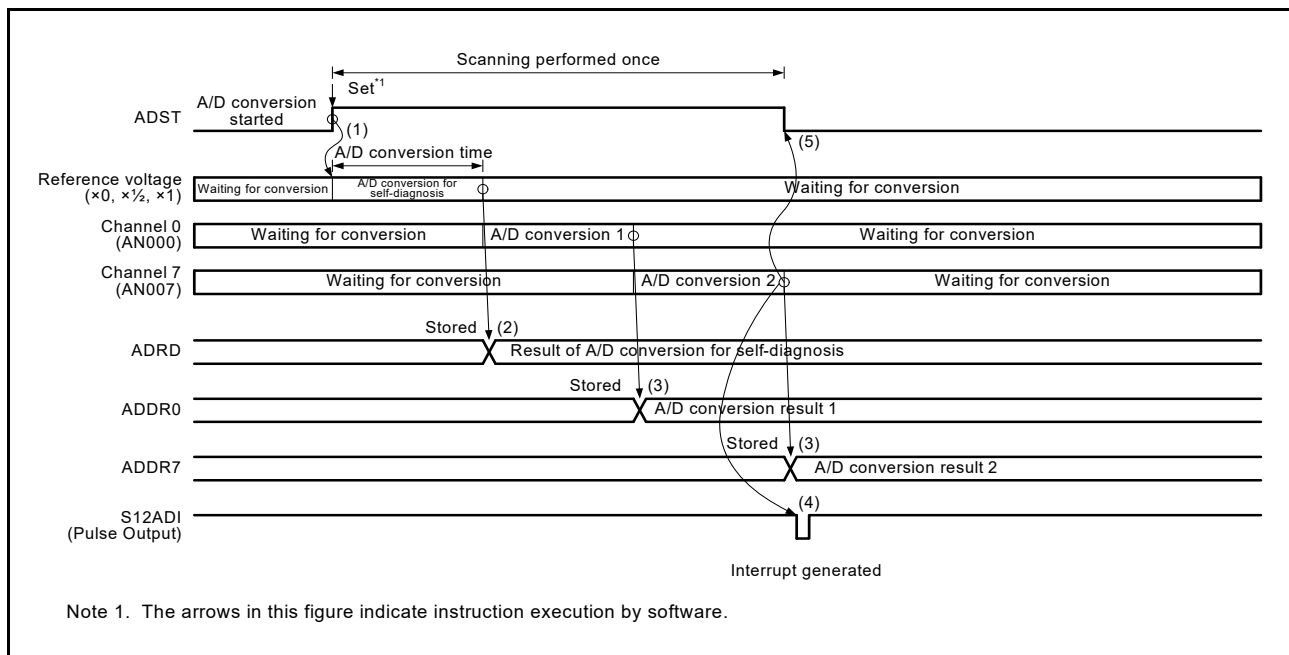 Scanning performed once
Set*1
A/D conversion
started
ADST
(1)
(5)
A/D conversion time
Reference voltage
(×0, ×½, ×1)
Waiting for conversion
A/D conversion for
self-diagnosis
Waiting for conversion
Channel 0
(AN000)
Waiting for conversion
A/D conversion 1
Waiting for conversion
Channel 7
(AN007)
Waiting for conversion
A/D conversion 2
Waiting for conversion
Stored
(2)
ADRD
Result of A/D conversion for self-diagnosis
Stored
(3)
ADDR0
A/D conversion result 1
Stored
(3)
ADDR7
A/D conversion result 2
(4)
S12ADI
(Pulse Output)
Interrupt generated
Note 1. The arrows in this figure indicate instruction execution by software.